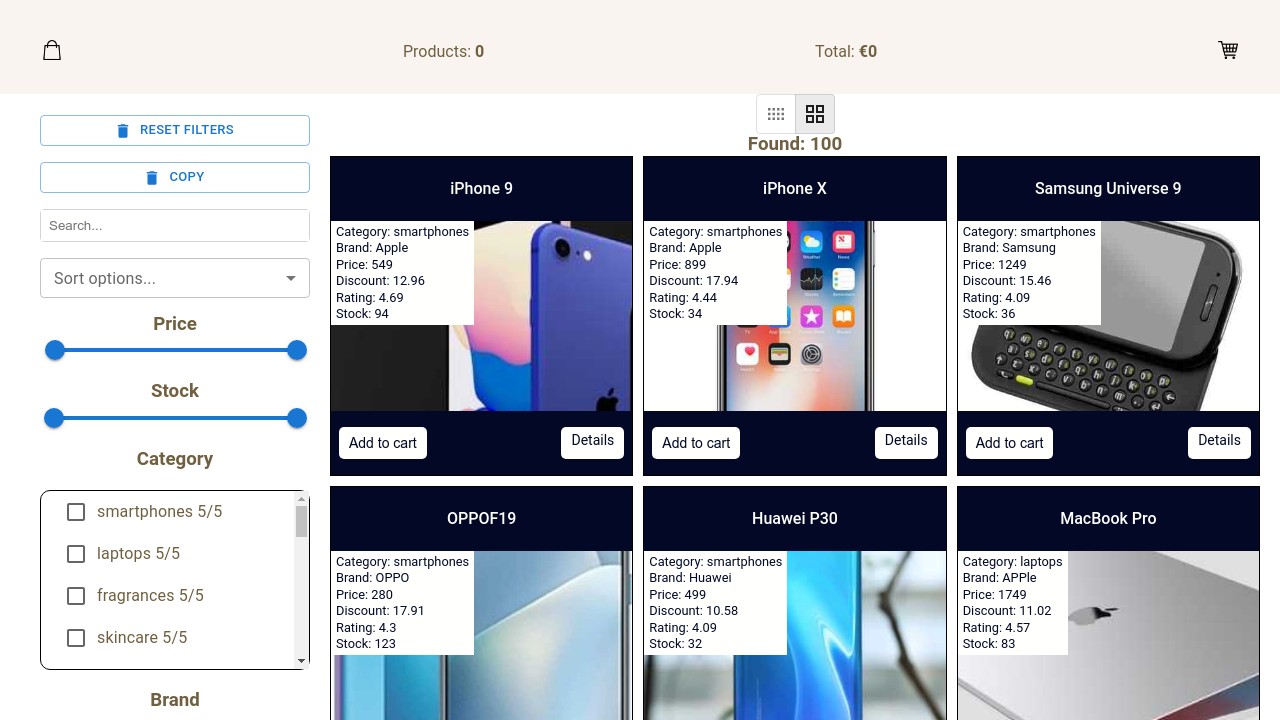 Products: 0
Total: €0
RESET FILTERS
COPY
Search...
Sort options...
Price
Stock
Category
smartphones 5/5
laptops 5/5
fragrances 5/5
skincare 5/5
Brand
Found: 100
iPhone 9
Category: smartphones
Brand: Apple
Price: 549
Discount: 12.96
Rating: 4.69
Stock: 94
Add to cart
Details
iPhone X
Category: smartphones
Brand: Apple
Price: 899
Discount: 17.94
Rating: 4.44
Stock: 34
Add to cart
Details
Samsung Universe 9
Category: smartphones
Brand: Samsung
Price: 1249
Discount: 15.46
Rating: 4.09
Stock: 36
Add to cart
Details
OPPOF19
Category: smartphones
Brand: OPPO
Price: 280
Discount: 17.91
Rating: 4.3
Stock: 123
Huawei P30
Category: smartphones
Brand: Huawei
Price: 499
Discount: 10.58
Rating: 4.09
Stock: 32
MacBook Pro
Category: laptops
Brand: APPle
Price: 1749
Discount: 11.02
Rating: 4.57
Stock: 83